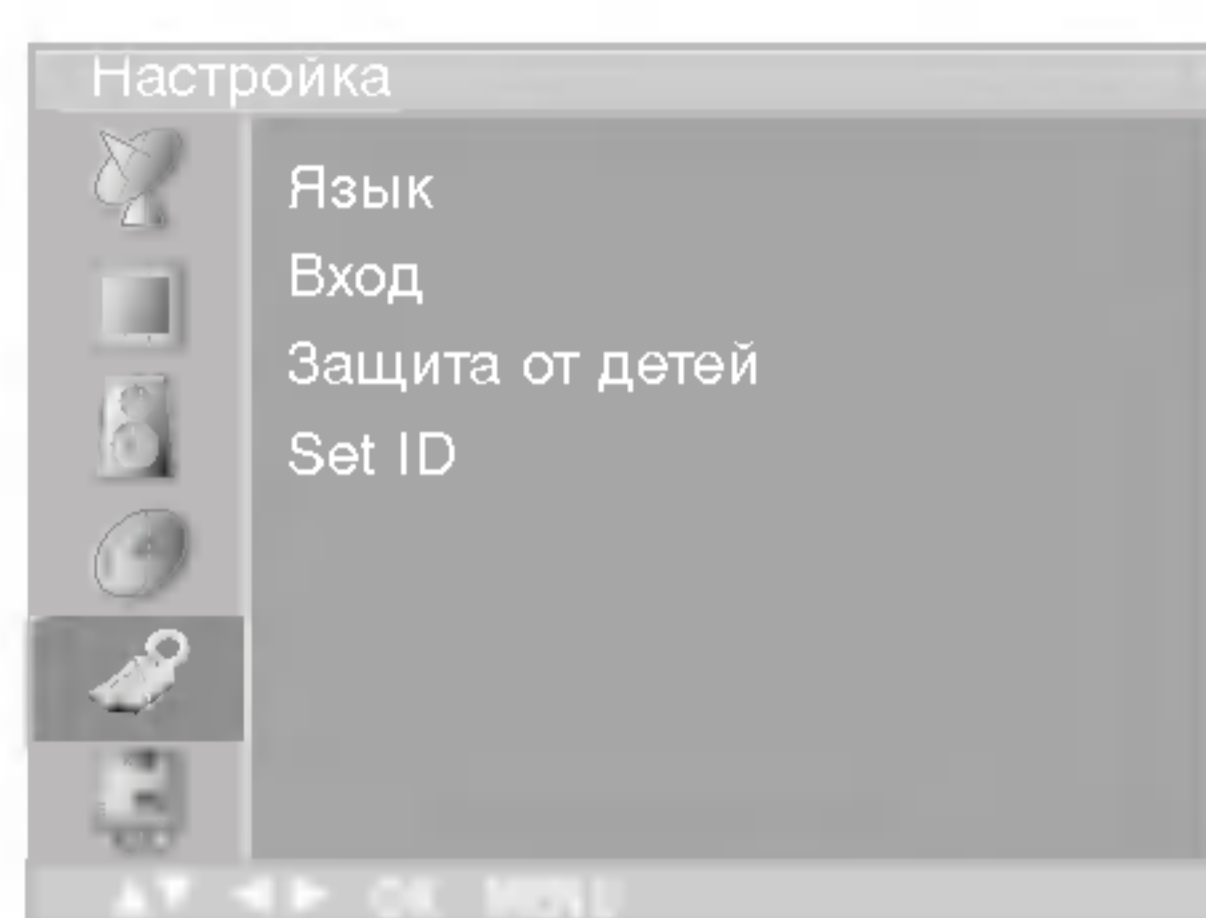 Настройка
Язык
Вход
Защита от детей
Set ID
▲▼ ◀▶ OK MENU